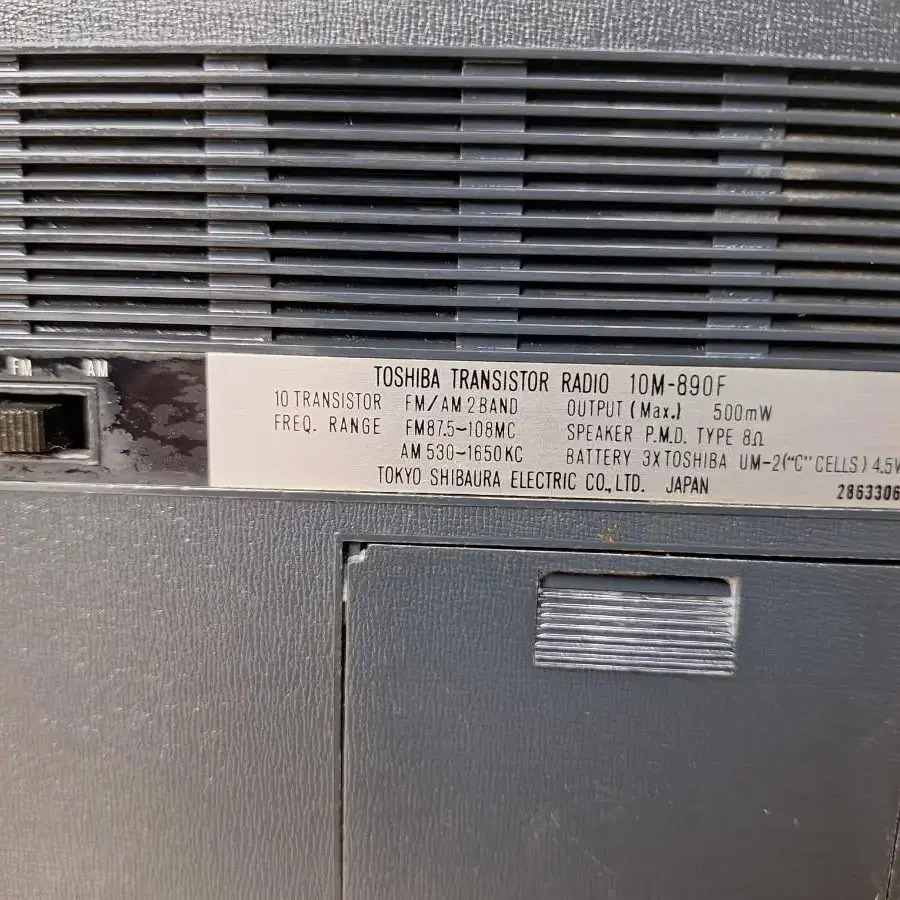 FM AM
TOSHIBA TRANSISTOR RADIO 10M-890F
10 TRANSISTOR FM/AM 2 BAND OUTPUT (Max.) 500mW
FREQ. RANGE FM87.5~108MC SPEAKER P.M.D. TYPE 8Ω
AM 530~1650KC BATTERY 3XTOSHIBA UM-2("C" CELLS) 4.5V
TOKYO SHIBAURA ELECTRIC CO., LTD. JAPAN
2863306